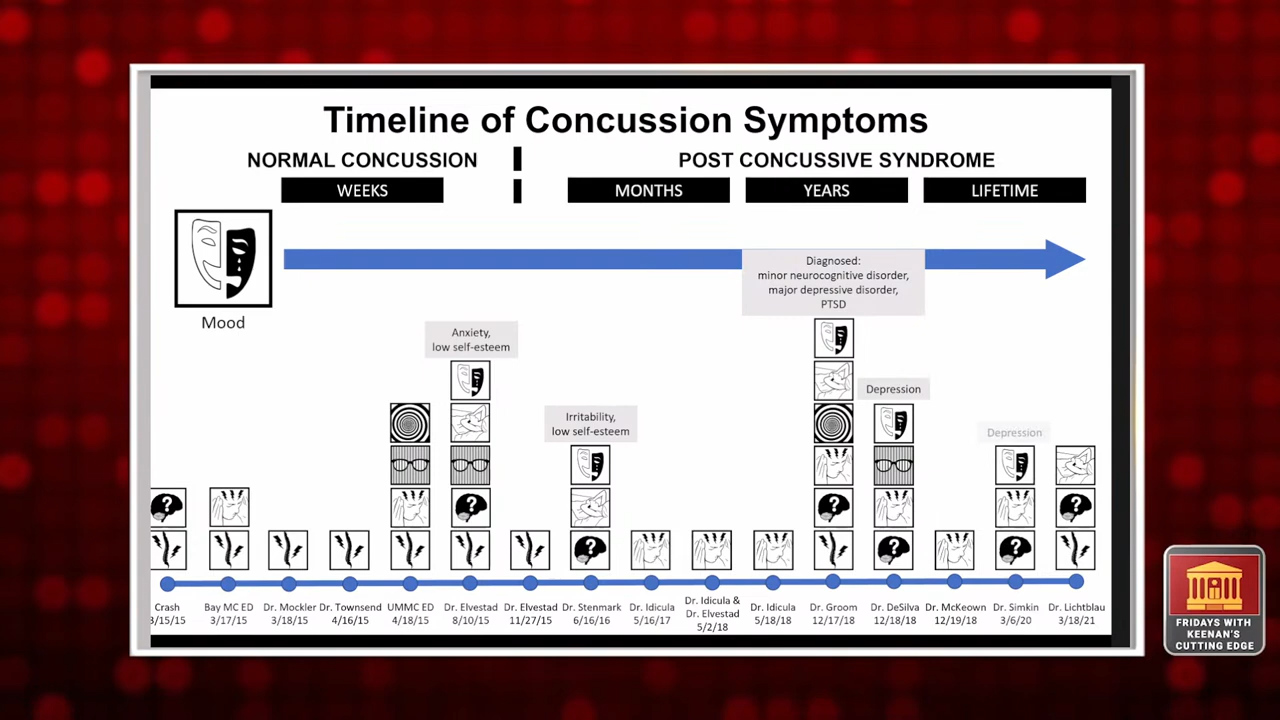 Timeline of Concussion Symptoms
NORMAL CONCUSSION
POST CONCUSSIVE SYNDROME
WEEKS
MONTHS
YEARS
LIFETIME
Mood
Diagnosed:
minor neurocognitive disorder,
major depressive disorder,
PTSD
Anxiety,
low self-esteem
Irritability,
low self-esteem
Depression
Depression
?
?
?
?
?
?
?
Crash
3/15/15
Bay MC ED
3/17/15
Dr. Mockler
3/18/15
Dr. Townsend
4/16/15
UMMC ED
4/18/15
Dr. Elvestad
8/10/15
Dr. Elvestad
11/27/15
Dr. Stenmark
6/16/16
Dr. Idicula
5/16/17
Dr. Idicula &
Dr. Elvestad
5/2/18
Dr. Idicula
5/18/18
Dr. Groom
12/17/18
Dr. DeSilva
12/18/18
Dr. McKeown
12/19/18
Dr. Simkin
3/6/20
Dr. Lichtblau
3/18/21
FRIDAYS WITH
KEENAN'S
CUTTING EDGE